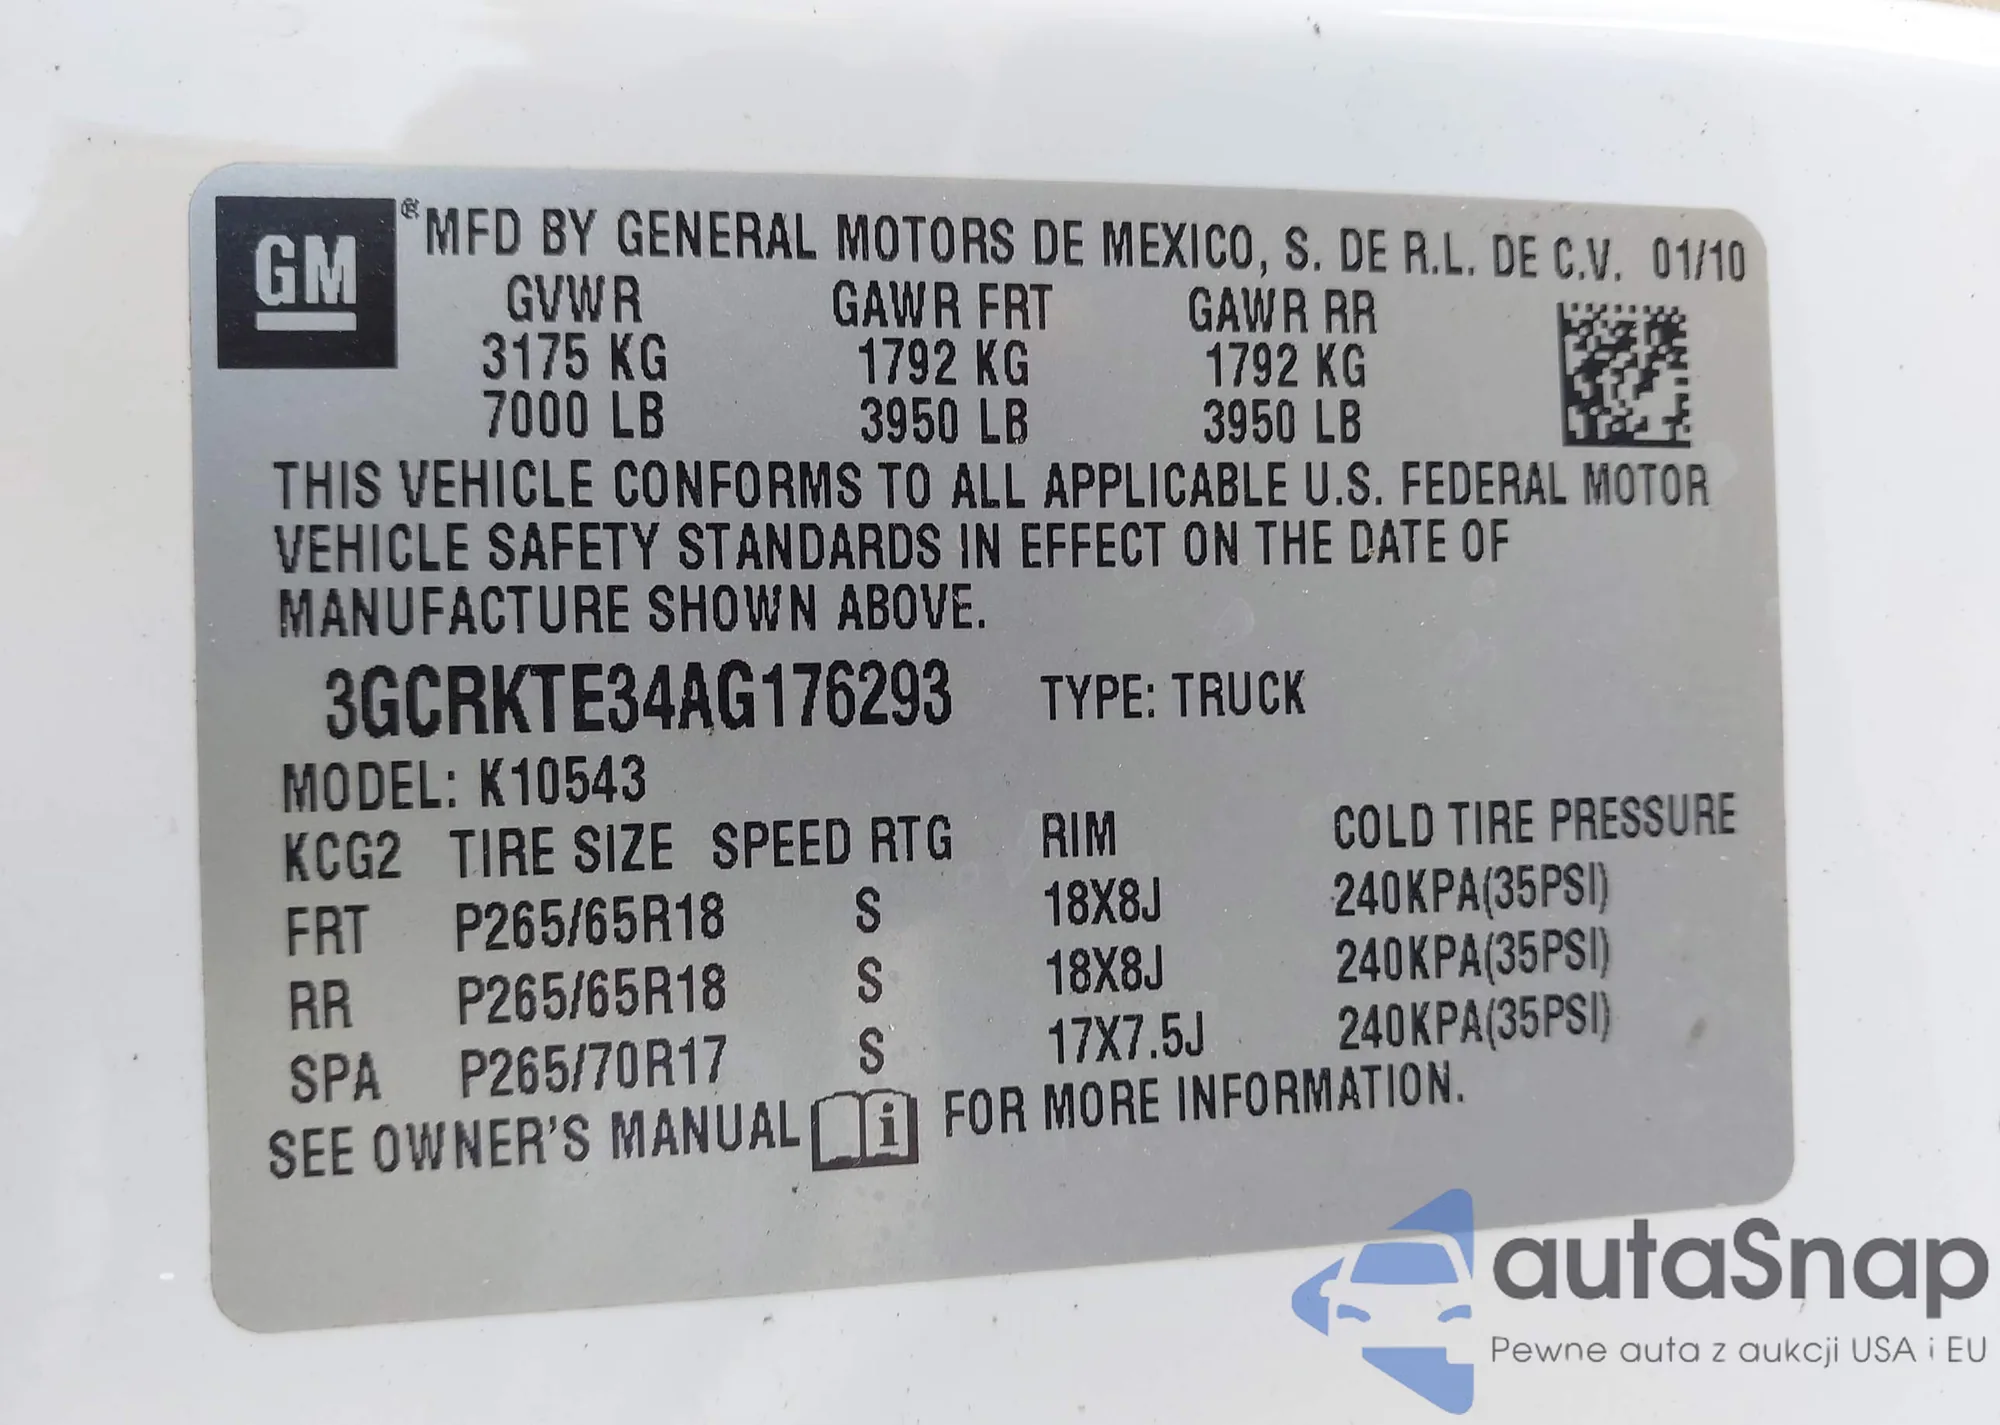 GM® MFD BY GENERAL MOTORS DE MEXICO, S. DE R.L. DE C.V. 01/10
GVWR GAWR FRT GAWR RR
3175 KG 1792 KG 1792 KG
7000 LB 3950 LB 3950 LB
THIS VEHICLE CONFORMS TO ALL APPLICABLE U.S. FEDERAL MOTOR
VEHICLE SAFETY STANDARDS IN EFFECT ON THE DATE OF
MANUFACTURE SHOWN ABOVE.
3GCRKTE34AG176293 TYPE: TRUCK
MODEL: K10543
KCG2 TIRE SIZE SPEED RTG RIM COLD TIRE PRESSURE
FRT P265/65R18 S 18X8J 240KPA(35PSI)
RR P265/65R18 S 18X8J 240KPA(35PSI)
SPA P265/70R17 S 17X7.5J 240KPA(35PSI)
SEE OWNER'S MANUAL i FOR MORE INFORMATION.
autaSnap
Pewne auta z aukcji USA i EU